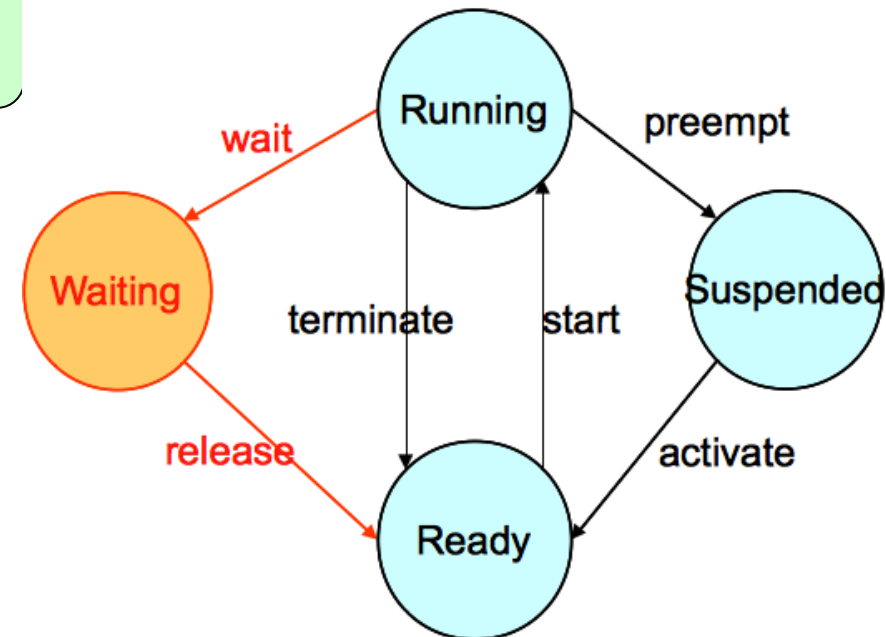 Running
preempt
wait
Waiting
Suspended
terminate
start
release
activate
Ready